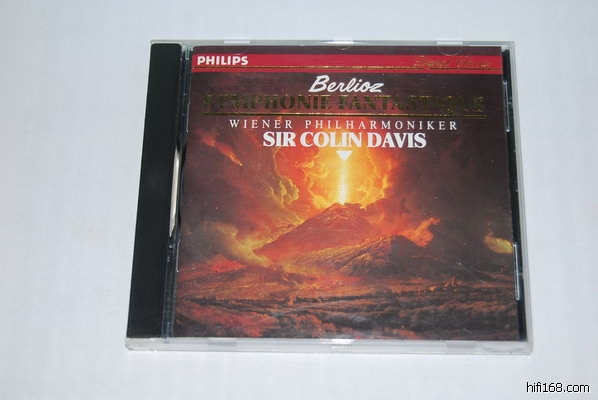 PHILIPS
Berlioz
SYMPHONIE FANTASTIQUE
WIENER PHILHARMONIKER
SIR COLIN DAVIS
hifi168.com